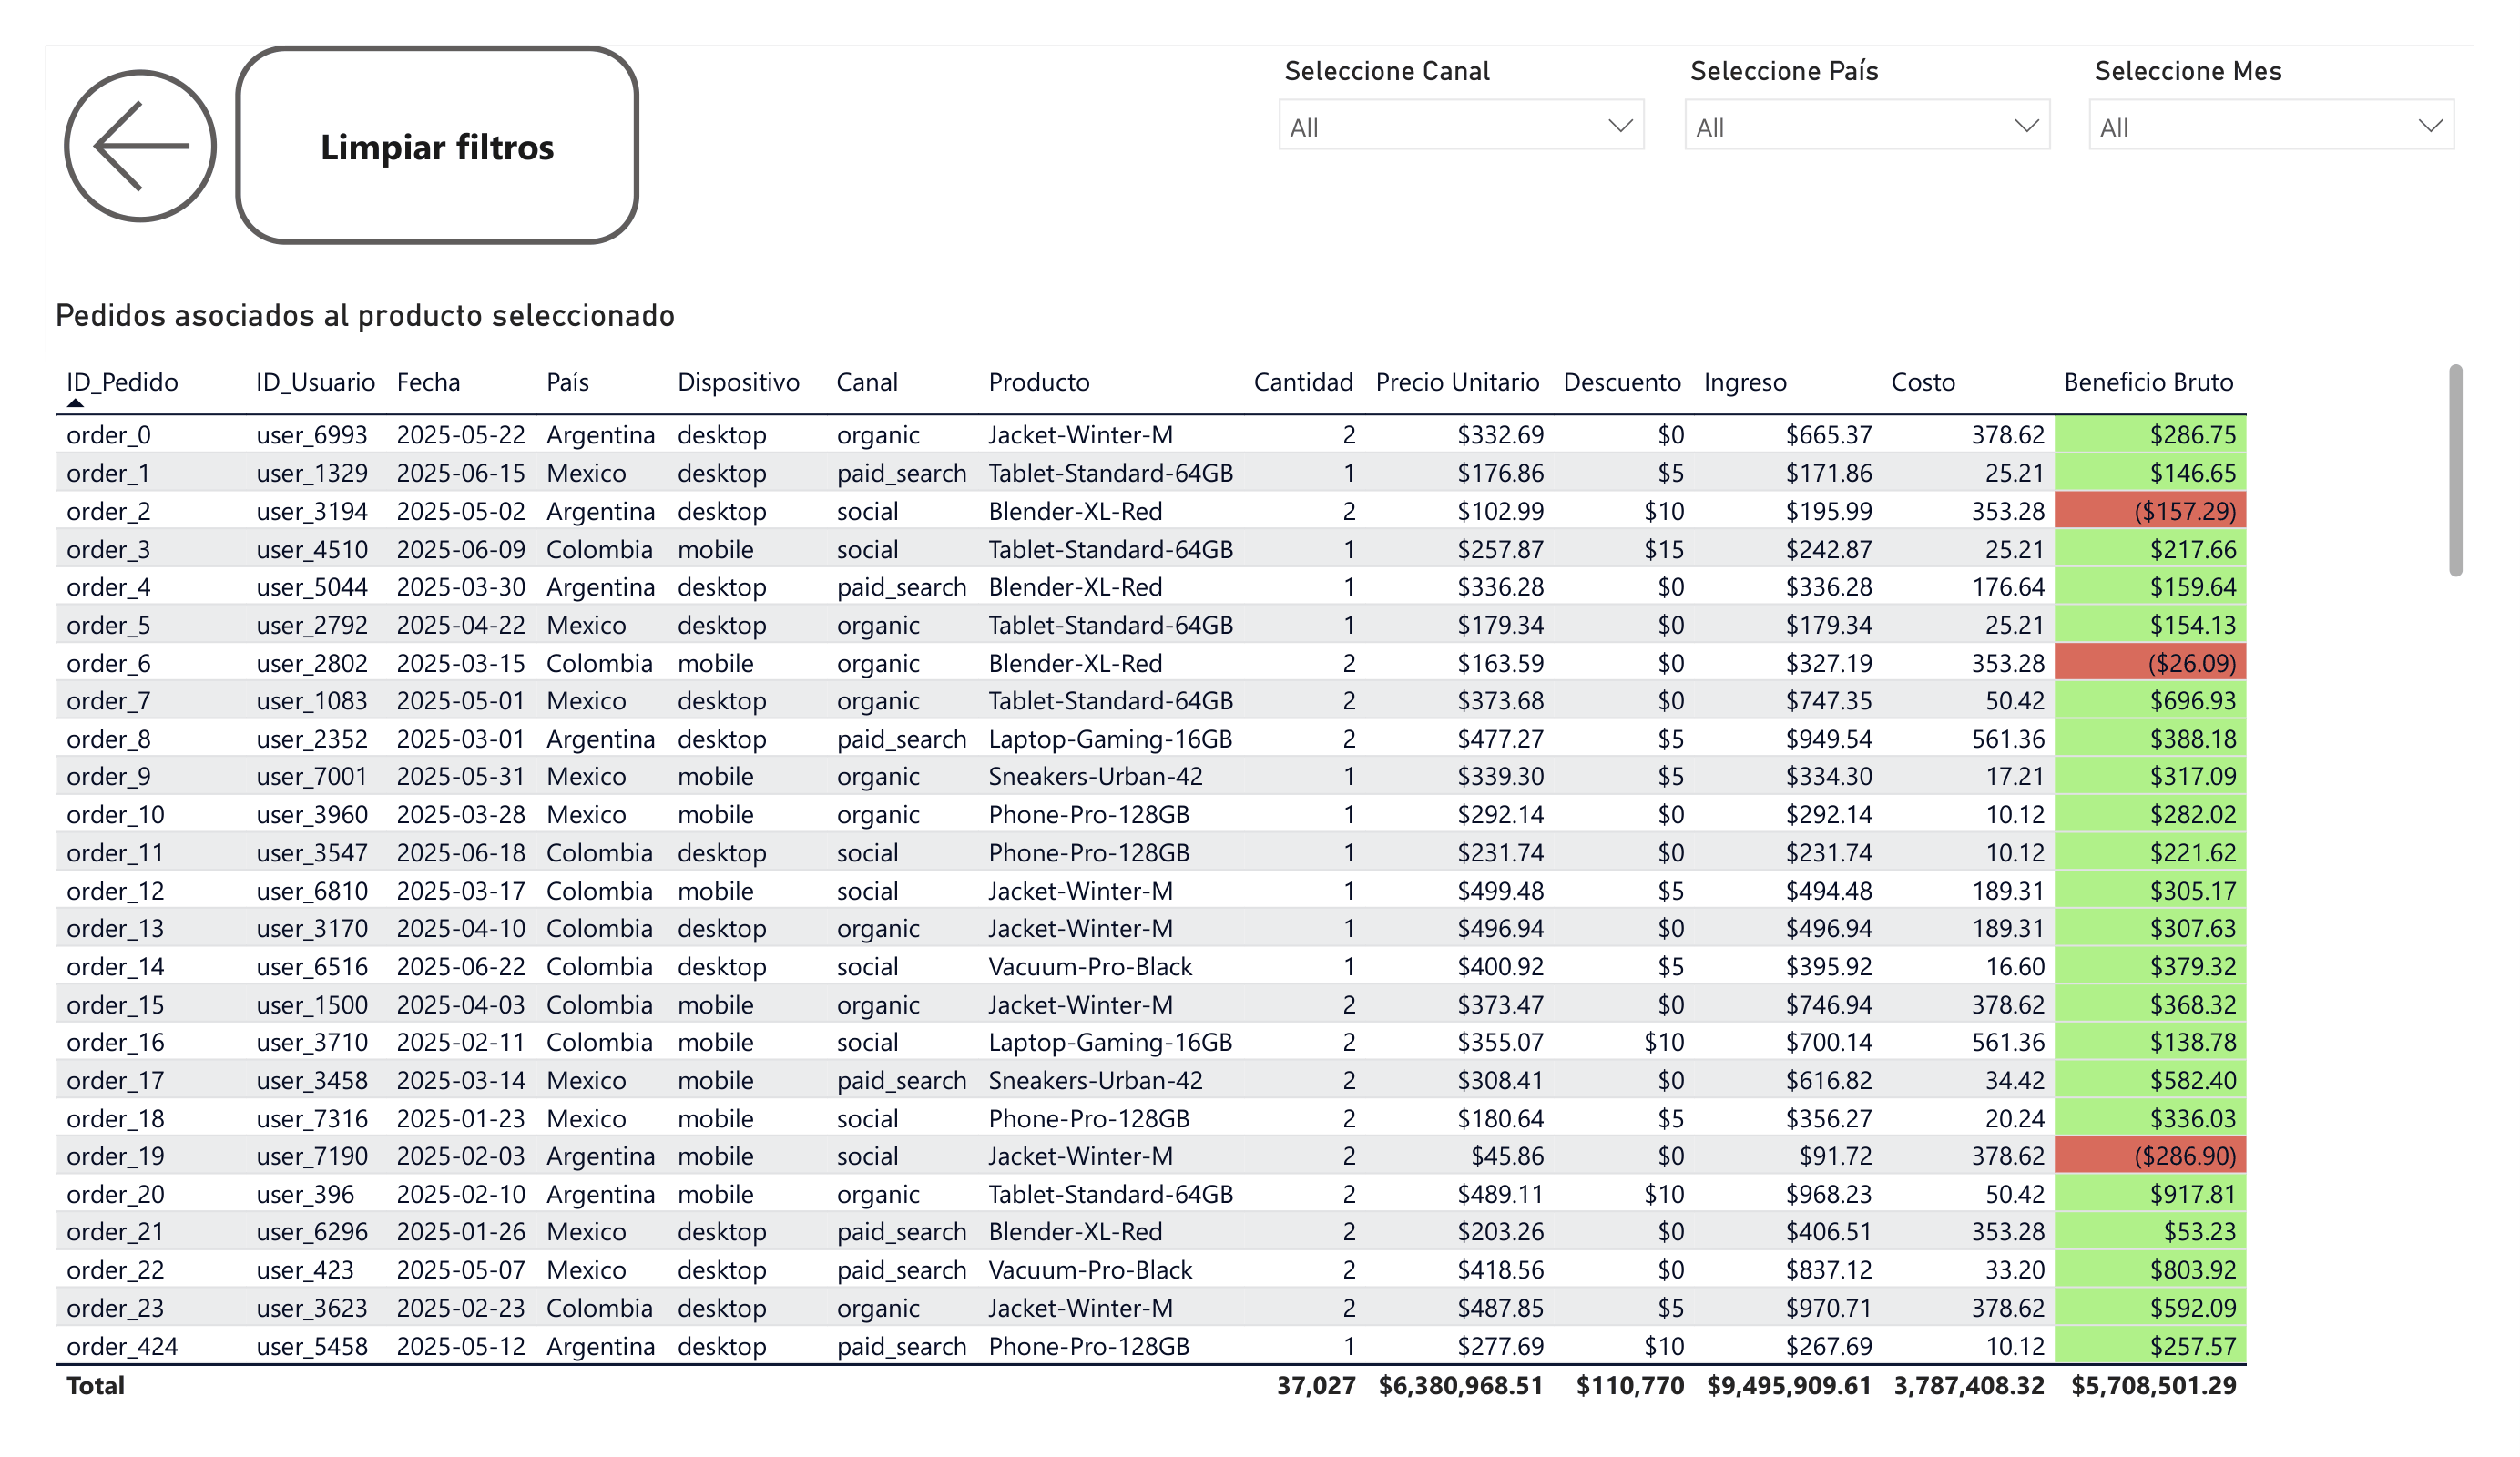 Limpiar filtros
Seleccione Canal Seleccione País Seleccione Mes
All All All
Pedidos asociados al producto seleccionado
ID_Pedido ID_Usuario Fecha País Dispositivo Canal Producto Cantidad Precio Unitario Descuento Ingreso Costo Beneficio Bruto
order_0 user_6993 2025-05-22 Argentina desktop organic Jacket-Winter-M 2 $332.69 $0 $665.37 378.62 $286.75
order_1 user_1329 2025-06-15 Mexico desktop paid_search Tablet-Standard-64GB 1 $176.86 $5 $171.86 25.21 $146.65
order_2 user_3194 2025-05-02 Argentina desktop social Blender-XL-Red 2 $102.99 $10 $195.99 353.28 ($157.29)
order_3 user_4510 2025-06-09 Colombia mobile social Tablet-Standard-64GB 1 $257.87 $15 $242.87 25.21 $217.66
order_4 user_5044 2025-03-30 Argentina desktop paid_search Blender-XL-Red 1 $336.28 $0 $336.28 176.64 $159.64
order_5 user_2792 2025-04-22 Mexico desktop organic Tablet-Standard-64GB 1 $179.34 $0 $179.34 25.21 $154.13
order_6 user_2802 2025-03-15 Colombia mobile organic Blender-XL-Red 2 $163.59 $0 $327.19 353.28 ($26.09)
order_7 user_1083 2025-05-01 Mexico desktop organic Tablet-Standard-64GB 2 $373.68 $0 $747.35 50.42 $696.93
order_8 user_2352 2025-03-01 Argentina desktop paid_search Laptop-Gaming-16GB 2 $477.27 $5 $949.54 561.36 $388.18
order_9 user_7001 2025-05-31 Mexico mobile organic Sneakers-Urban-42 1 $339.30 $5 $334.30 17.21 $317.09
order_10 user_3960 2025-03-28 Mexico mobile organic Phone-Pro-128GB 1 $292.14 $0 $292.14 10.12 $282.02
order_11 user_3547 2025-06-18 Colombia desktop social Phone-Pro-128GB 1 $231.74 $0 $231.74 10.12 $221.62
order_12 user_6810 2025-03-17 Colombia mobile social Jacket-Winter-M 1 $499.48 $5 $494.48 189.31 $305.17
order_13 user_3170 2025-04-10 Colombia desktop organic Jacket-Winter-M 1 $496.94 $0 $496.94 189.31 $307.63
order_14 user_6516 2025-06-22 Colombia desktop social Vacuum-Pro-Black 1 $400.92 $5 $395.92 16.60 $379.32
order_15 user_1500 2025-04-03 Colombia mobile organic Jacket-Winter-M 2 $373.47 $0 $746.94 378.62 $368.32
order_16 user_3710 2025-02-11 Colombia mobile social Laptop-Gaming-16GB 2 $355.07 $10 $700.14 561.36 $138.78
order_17 user_3458 2025-03-14 Mexico mobile paid_search Sneakers-Urban-42 2 $308.41 $0 $616.82 34.42 $582.40
order_18 user_7316 2025-01-23 Mexico mobile social Phone-Pro-128GB 2 $180.64 $5 $356.27 20.24 $336.03
order_19 user_7190 2025-02-03 Argentina mobile social Jacket-Winter-M 2 $45.86 $0 $91.72 378.62 ($286.90)
order_20 user_396 2025-02-10 Argentina mobile organic Tablet-Standard-64GB 2 $489.11 $10 $968.23 50.42 $917.81
order_21 user_6296 2025-01-26 Mexico desktop paid_search Blender-XL-Red 2 $203.26 $0 $406.51 353.28 $53.23
order_22 user_423 2025-05-07 Mexico desktop paid_search Vacuum-Pro-Black 2 $418.56 $0 $837.12 33.20 $803.92
order_23 user_3623 2025-02-23 Colombia desktop organic Jacket-Winter-M 2 $487.85 $5 $970.71 378.62 $592.09
order_424 user_5458 2025-05-12 Argentina desktop paid_search Phone-Pro-128GB 1 $277.69 $10 $267.69 10.12 $257.57
Total 37,027 $6,380,968.51 $110,770 $9,495,909.61 3,787,408.32 $5,708,501.29